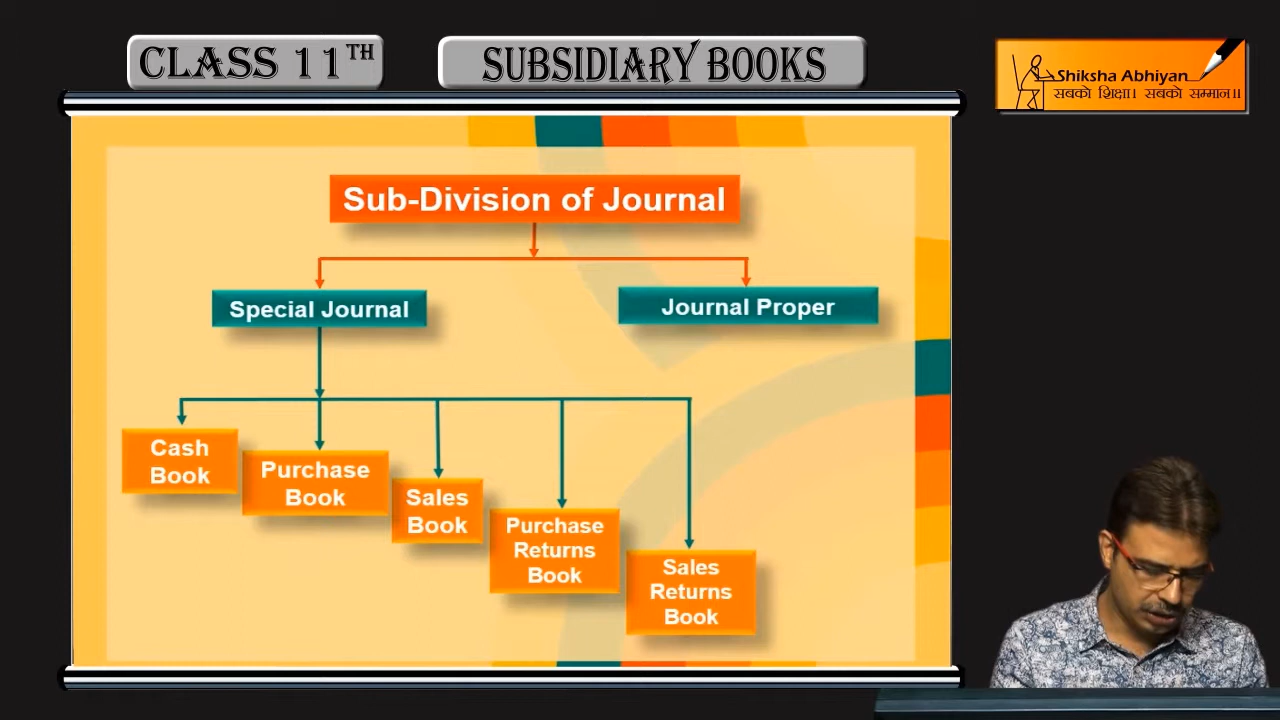 CLASS 11TH
SUBSIDIARY BOOKS
Shiksha Abhiyan
सबको शिक्षा। सबको सम्मान॥
Sub-Division of Journal
Special Journal
Journal Proper
Cash
Book
Purchase
Book
Sales
Book
Purchase
Returns
Book
Sales
Returns
Book